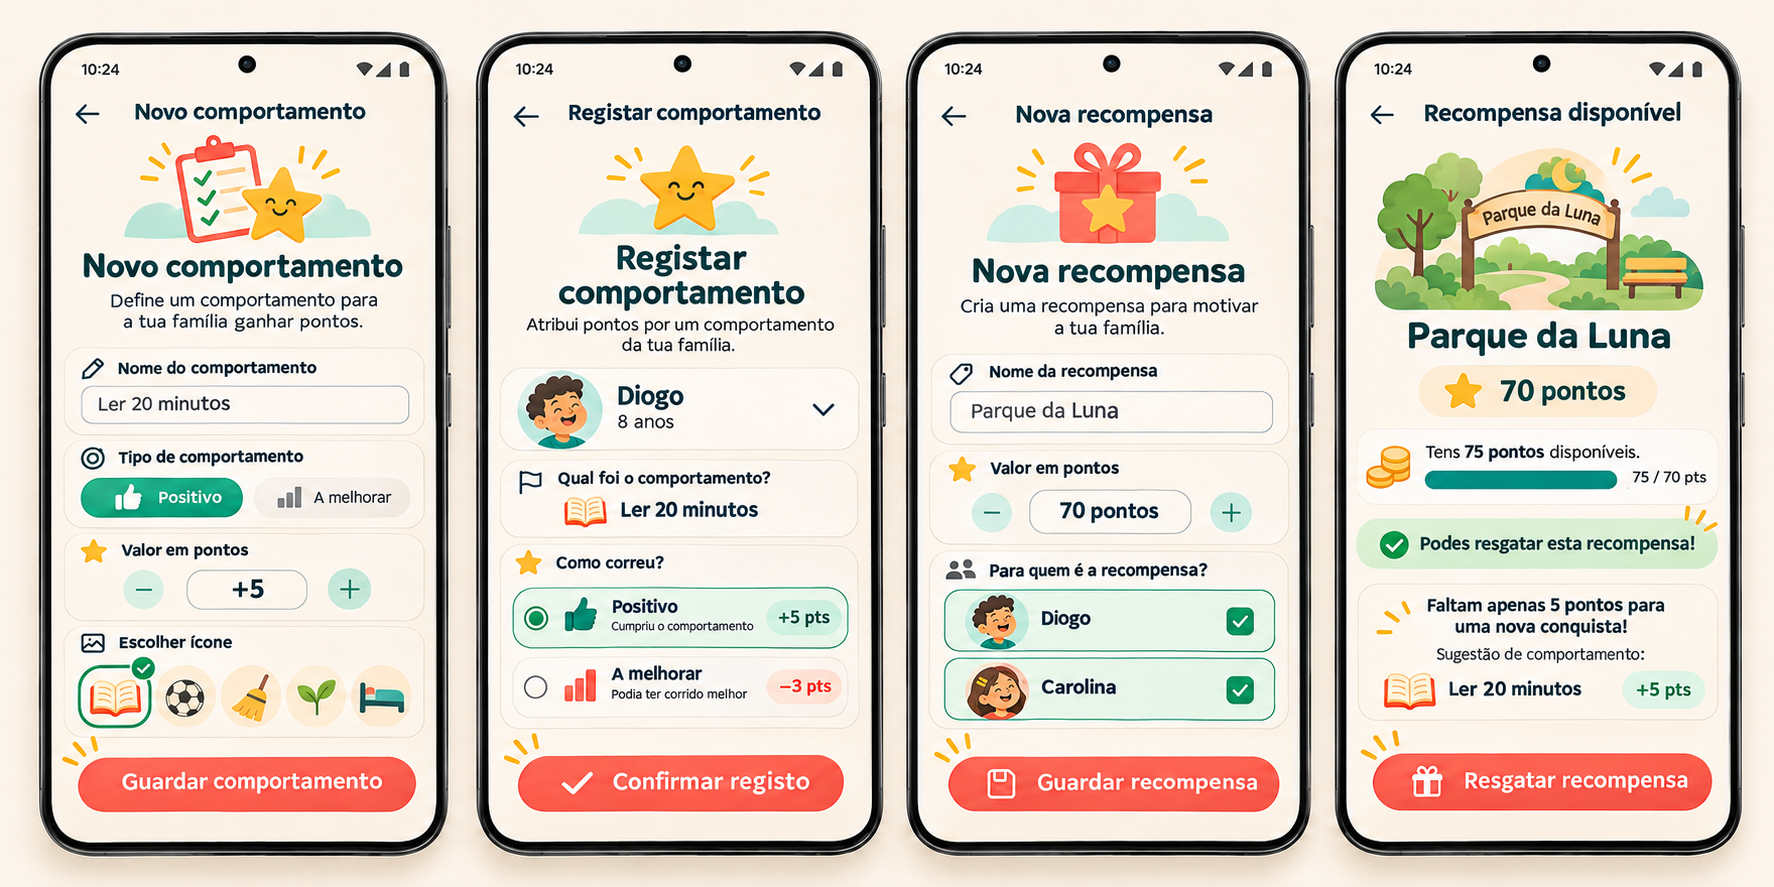 10:24
Novo comportamento
Novo comportamento
Define um comportamento para
a tua família ganhar pontos.
Nome do comportamento
Ler 20 minutos
Tipo de comportamento
Positivo
A melhorar
Valor em pontos
− +5 +
Escolher ícone
Guardar comportamento
10:24
Registar comportamento
Registar
comportamento
Atribui pontos por um comportamento
da tua família.
Diogo
8 anos
Qual foi o comportamento?
Ler 20 minutos
Como correu?
Positivo
Cumpriu o comportamento
+5 pts
A melhorar
Podia ter corrido melhor
−3 pts
Confirmar registo
10:24
Nova recompensa
Nova recompensa
Cria uma recompensa para motivar
a tua família.
Nome da recompensa
Parque da Luna
Valor em pontos
− 70 pontos +
Para quem é a recompensa?
Diogo
Carolina
Guardar recompensa
10:24
Recompensa disponível
Parque da Luna
Parque da Luna
70 pontos
Tens 75 pontos disponíveis.
75 / 70 pts
Podes resgatar esta recompensa!
Faltam apenas 5 pontos para
uma nova conquista!
Sugestão de comportamento:
Ler 20 minutos
+5 pts
Resgatar recompensa